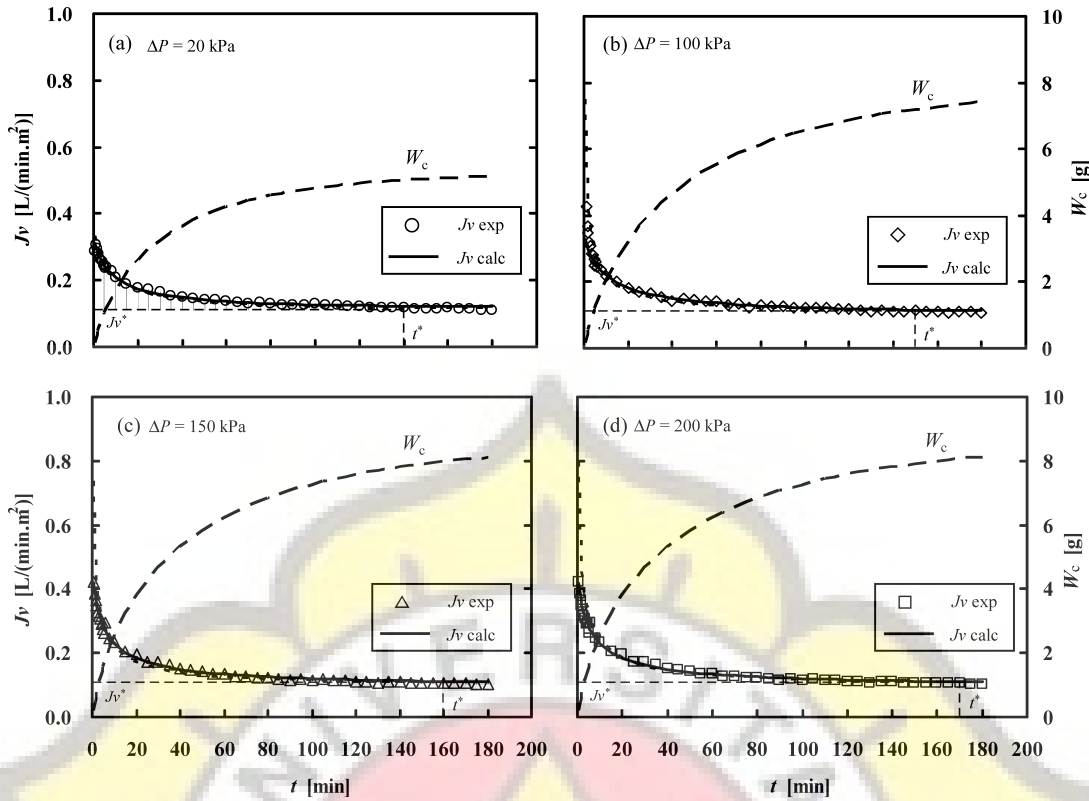 (a) ΔP = 20 kPa
1.0
0.8
0.6
0.4
0.2
0.0
Jv [L/(min.m²)]
Wc
Jv exp
Jv calc
Jv*
t*
(b) ΔP = 100 kPa
10
8
6
4
2
0
Wc [g]
Wc
Jv exp
Jv calc
Jv*
t*
(c) ΔP = 150 kPa
1.0
0.8
0.6
0.4
0.2
0.0
Jv [L/(min.m²)]
Wc
Jv exp
Jv calc
Jv*
t*
0 20 40 60 80 100 120 140 160 180 200
t [min]
(d) ΔP = 200 kPa
10
8
6
4
2
0
Wc [g]
Wc
Jv exp
Jv calc
Jv*
t*
0 20 40 60 80 100 120 140 160 180 200
t [min]